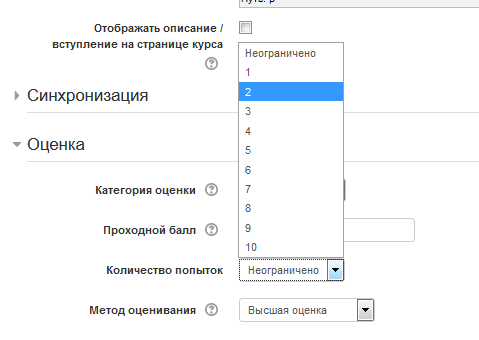 Отображать описание /
вступление на странице курса
Неограничено
1
2
3
4
5
6
7
8
9
10
Синхронизация
Оценка
Категория оценки
Проходной балл
Количество попыток Неограничено
Метод оценивания Высшая оценка